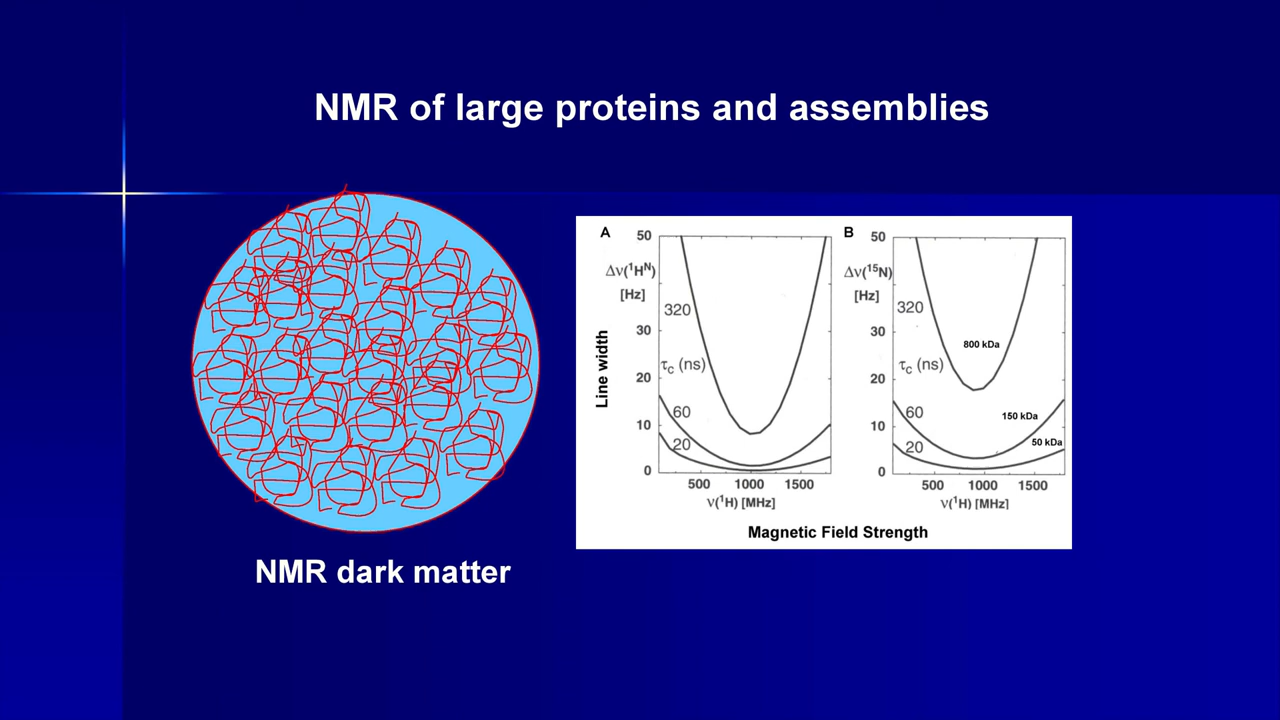 NMR of large proteins and assemblies
NMR dark matter
A
50
Δν(¹Hᴺ)
[Hz]
320
30
τc (ns)
20
60
10
20
0
500 1000 1500
ν(¹H) [MHz]
Line width
B
50
Δν(¹⁵N)
[Hz]
320
30
800 kDa
τc (ns)
20
60
150 kDa
10
20
50 kDa
0
500 1000 1500
ν(¹H) [MHz]
Magnetic Field Strength